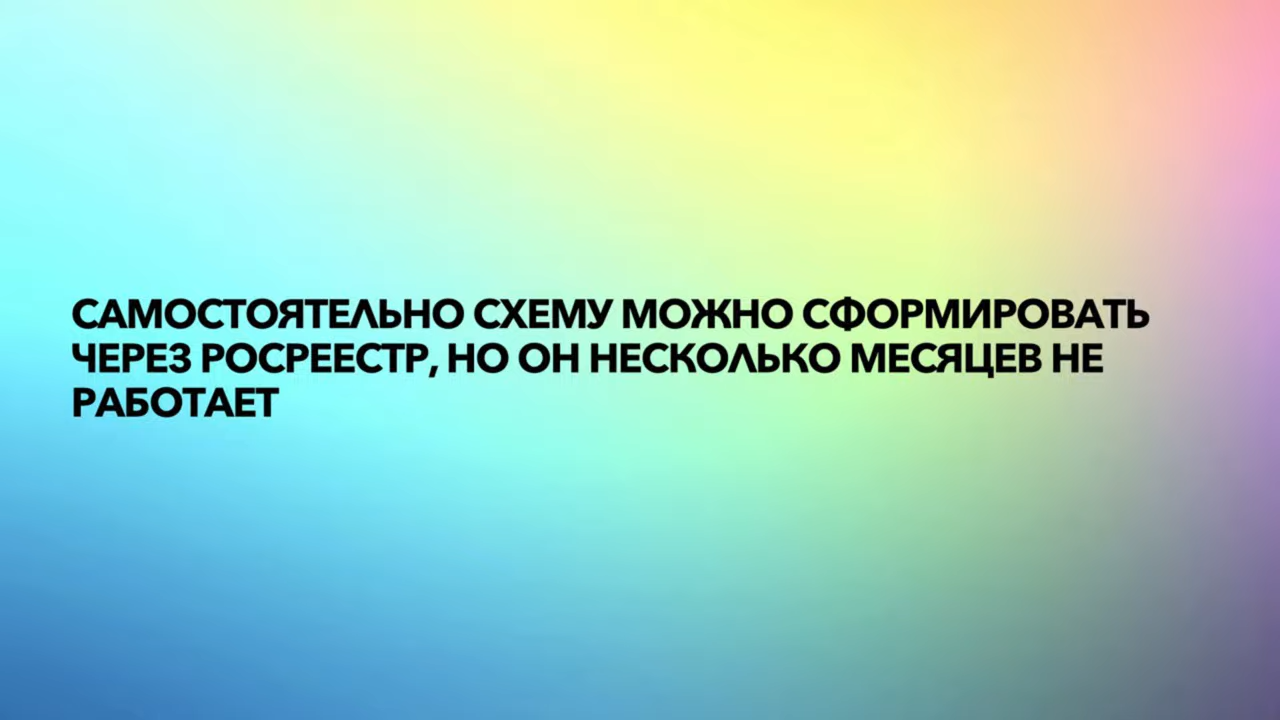 САМОСТОЯТЕЛЬНО СХЕМУ МОЖНО СФОРМИРОВАТЬ
ЧЕРЕЗ РОСРЕЕСТР, НО ОН НЕСКОЛЬКО МЕСЯЦЕВ НЕ
РАБОТАЕТ